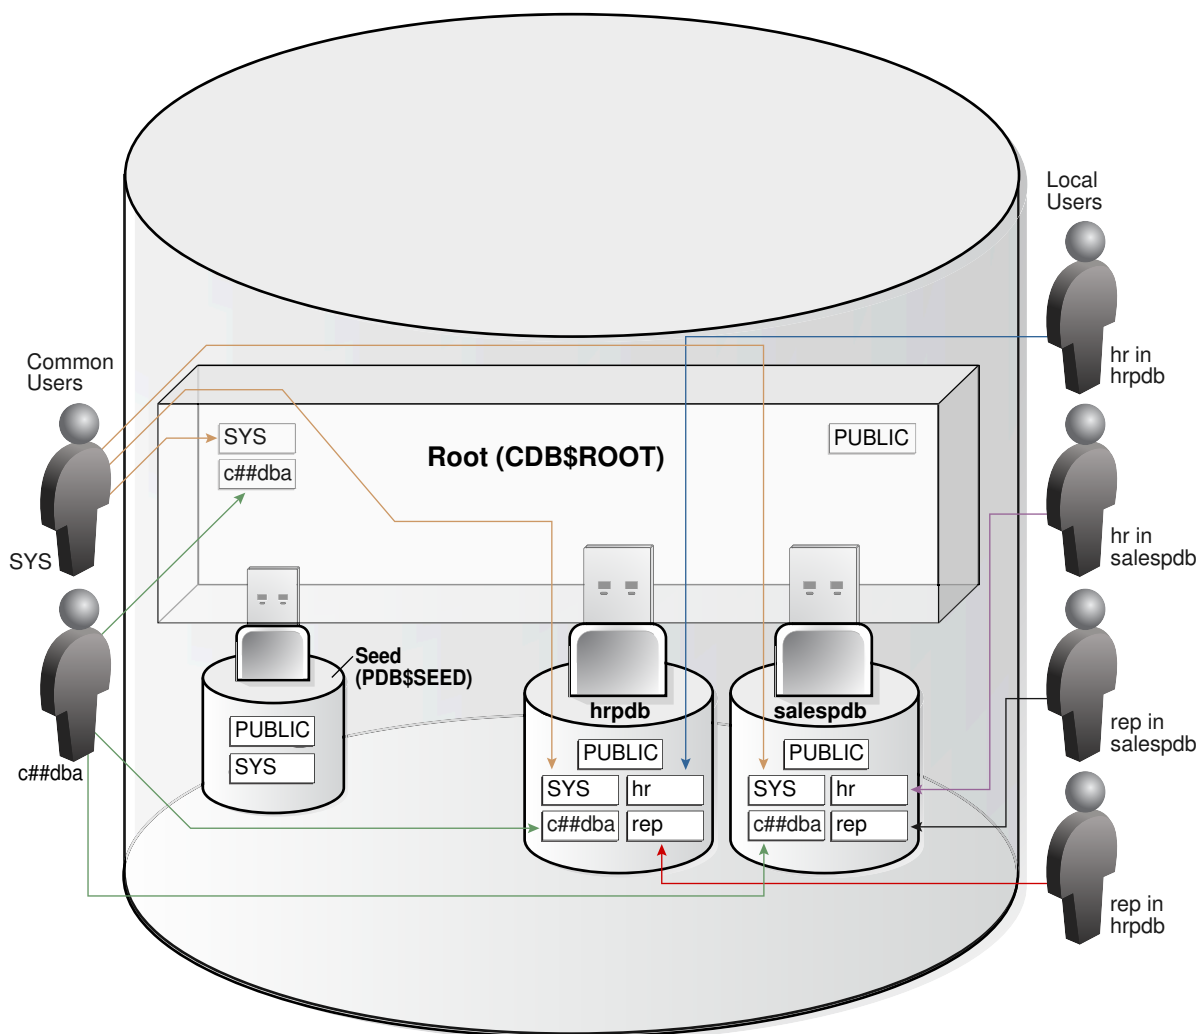 Local
Users
hr in
hrpdb
Common
Users
SYS
c##dba
Root (CDB$ROOT)
PUBLIC
SYS
hr in
salespdb
c##dba
Seed
(PDB$SEED)
PUBLIC
SYS
hrpdb
PUBLIC
SYS
hr
c##dba
rep
salespdb
PUBLIC
SYS
hr
c##dba
rep
rep in
salespdb
rep in
hrpdb